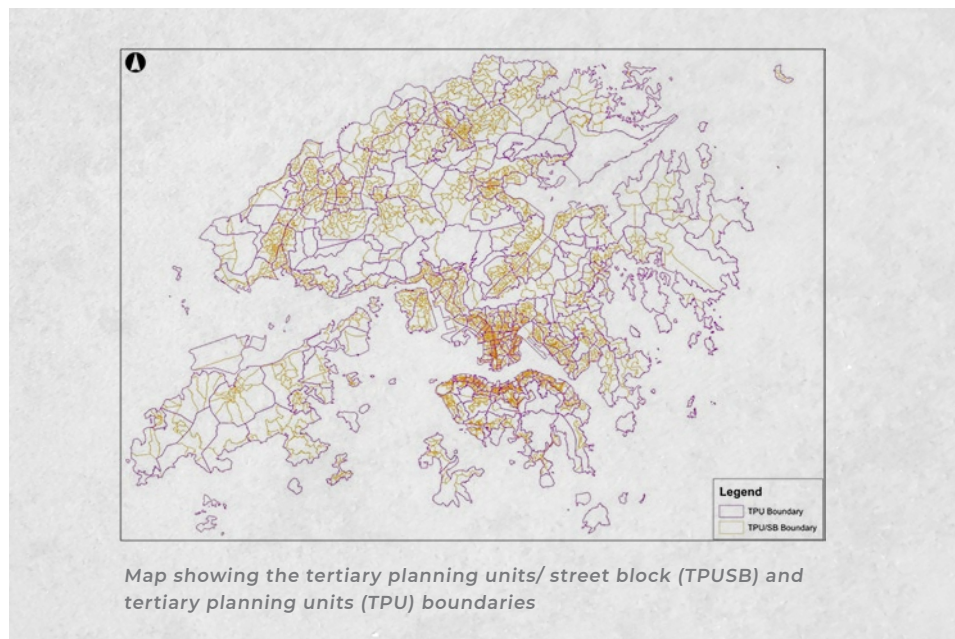 Legend
TPU Boundary
TPU/SB Boundary
Map showing the tertiary planning units/ street block (TPUSB) and
tertiary planning units (TPU) boundaries